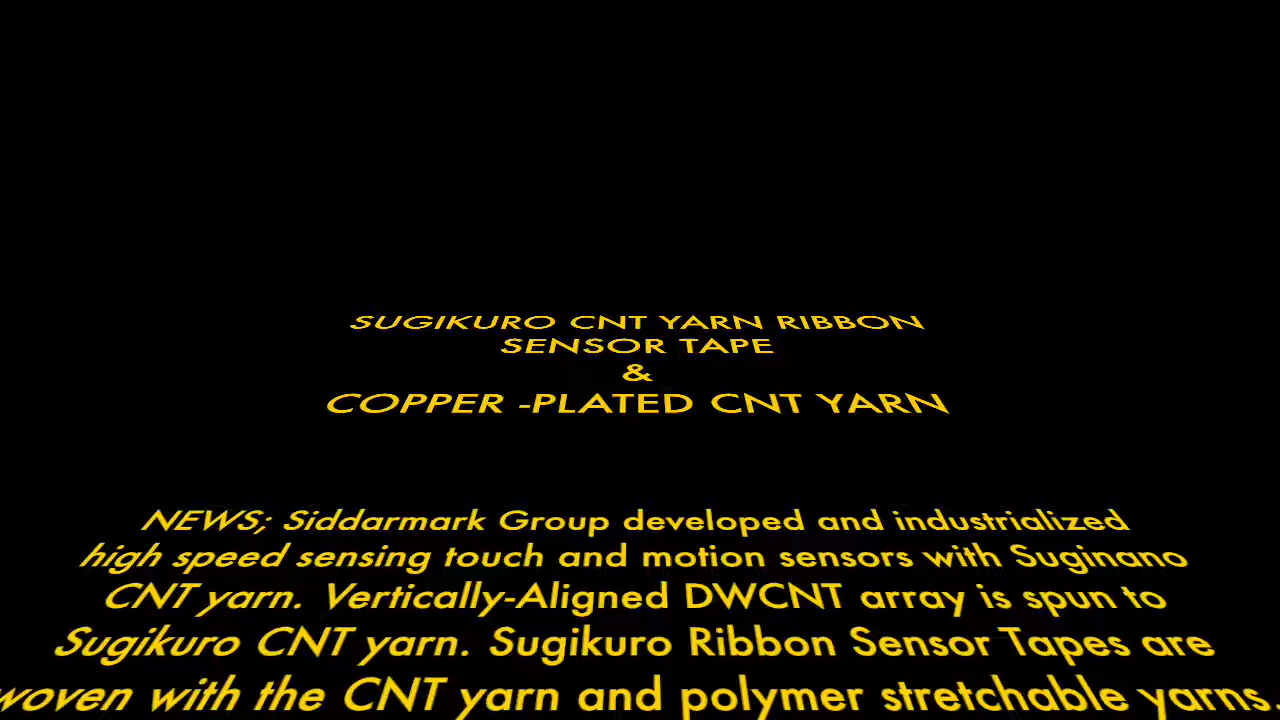 SUGIKURO CNT YARN RIBBON
SENSOR TAPE
&
COPPER -PLATED CNT YARN
NEWS; Siddarmark Group developed and industrialized
high speed sensing touch and motion sensors with Suginano
CNT yarn. Vertically-Aligned DWCNT array is spun to
Sugikuro CNT yarn. Sugikuro Ribbon Sensor Tapes are
woven with the CNT yarn and polymer stretchable yarns.